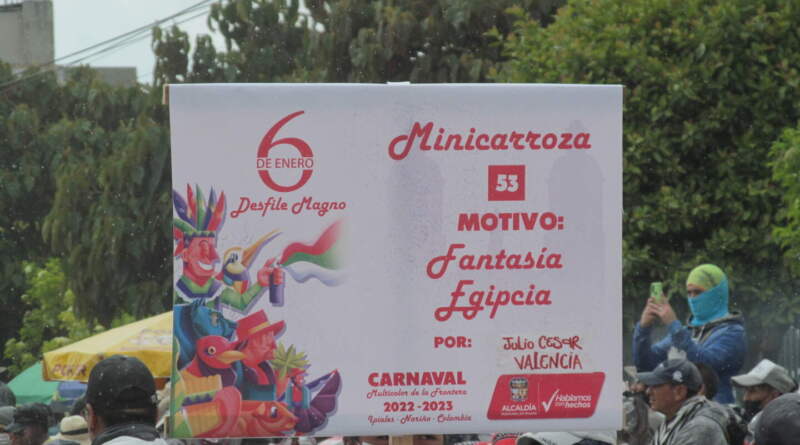 6
DE ENERO
Desfile Magno
Minicarroza
53
MOTIVO:
Fantasía
Egipcia
POR:
Julio CESAR
VALENCIA
CARNAVAL
Multicolor de la Frontera
2022 - 2023
Ipiales - Nariño - Colombia
ALCALDÍA
Hablamos
con hechos